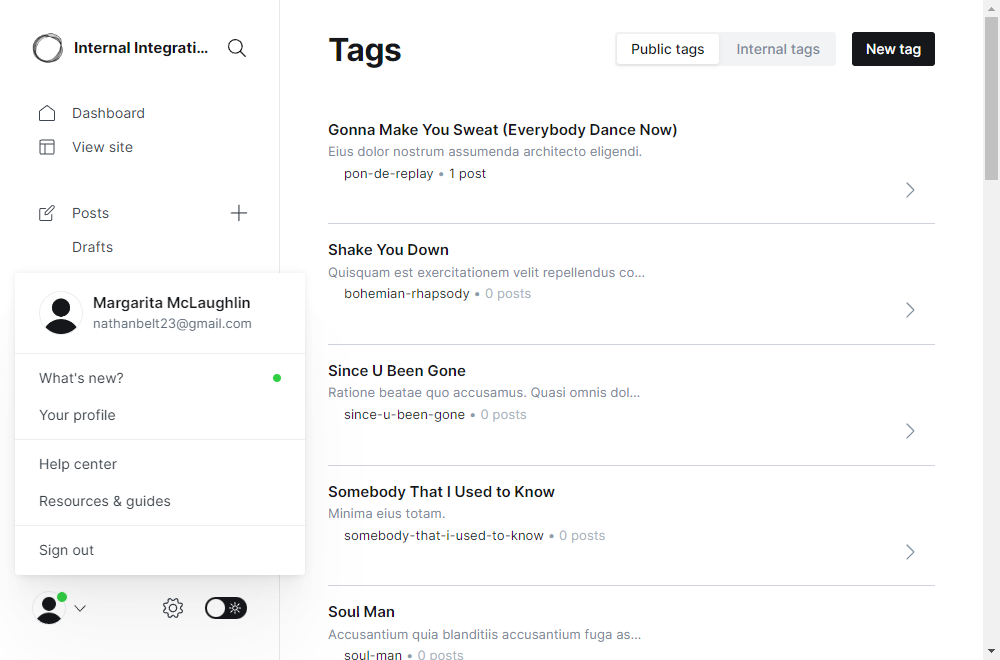 Internal Integrati...
Dashboard
View site
Posts
Drafts
Margarita McLaughlin
nathanbelt23@gmail.com
What's new?
Your profile
Help center
Resources & guides
Sign out
Tags
Public tags
Internal tags
New tag
Gonna Make You Sweat (Everybody Dance Now)
Eius dolor nostrum assumenda architecto eligendi.
pon-de-replay • 1 post
Shake You Down
Quisquam est exercitationem velit repellendus co...
bohemian-rhapsody • 0 posts
Since U Been Gone
Ratione beatae quo accusamus. Quasi omnis dol...
since-u-been-gone • 0 posts
Somebody That I Used to Know
Minima eius totam.
somebody-that-i-used-to-know • 0 posts
Soul Man
Accusantium quia blanditiis accusantium fuga as...
soul-man • 0 posts